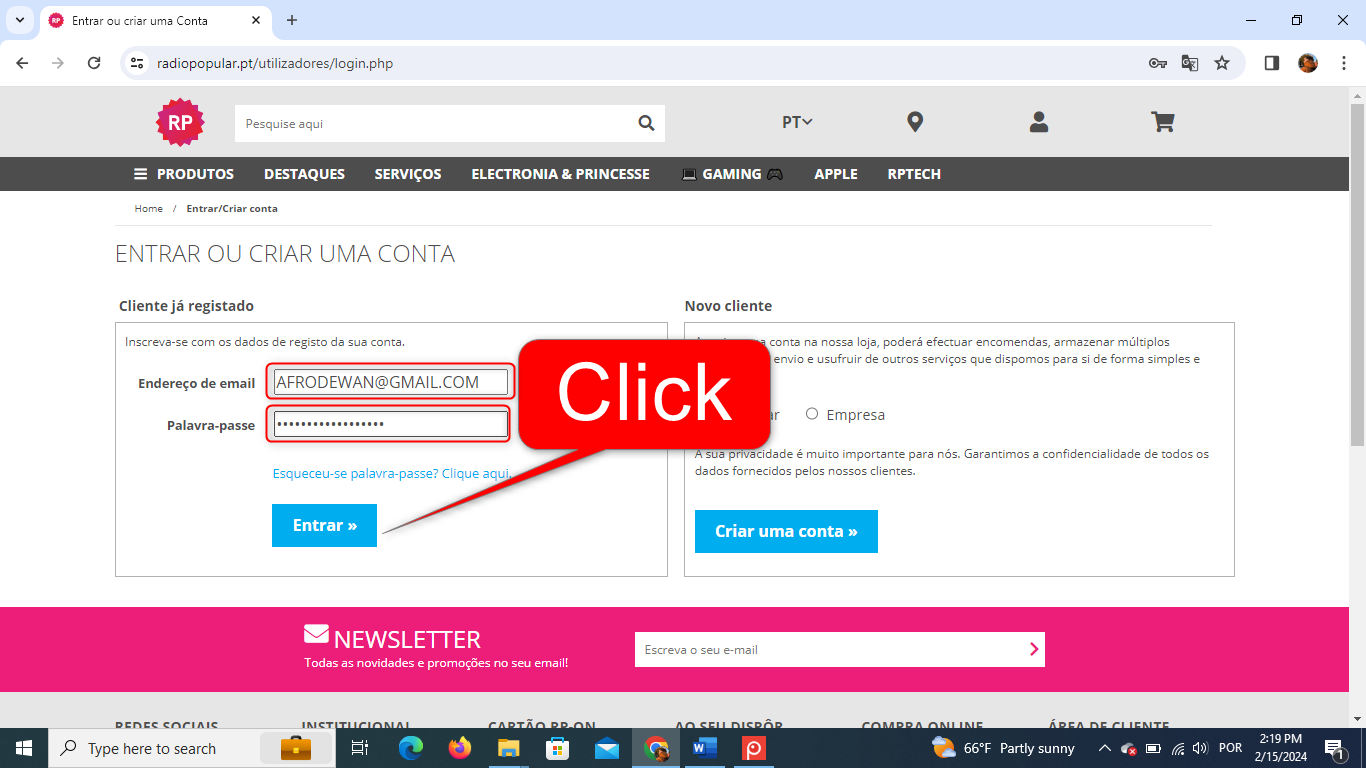 Entrar ou criar uma Conta
radiopopular.pt/utilizadores/login.php
RP
Pesquise aqui
PT
PRODUTOS DESTAQUES SERVIÇOS ELECTRONIA & PRINCESSE GAMING APPLE RPTECH
Home / Entrar/Criar conta
ENTRAR OU CRIAR UMA CONTA
Cliente já registado
Inscreva-se com os dados de registo da sua conta.
Endereço de email AFRODEWAN@GMAIL.COM
Palavra-passe ••••••••••••••••••
Esqueceu-se palavra-passe? Clique aqui.
Entrar »
Click
Novo cliente
conta na nossa loja, poderá efectuar encomendas, armazenar múltiplos
envio e usufruir de outros serviços que dispomos para si de forma simples e
Empresa
A sua privacidade é muito importante para nós. Garantimos a confidencialidade de todos os
dados fornecidos pelos nossos clientes.
Criar uma conta »
NEWSLETTER
Todas as novidades e promoções no seu email!
Escreva o seu e-mail
REDES SOCIAIS INSTITUCIONAL CARTÃO RP-ON AO SEU DISPÔR COMPRA ONLINE ÁREA DE CLIENTE
Type here to search
66°F Partly sunny
POR
2:19 PM
2/15/2024
1